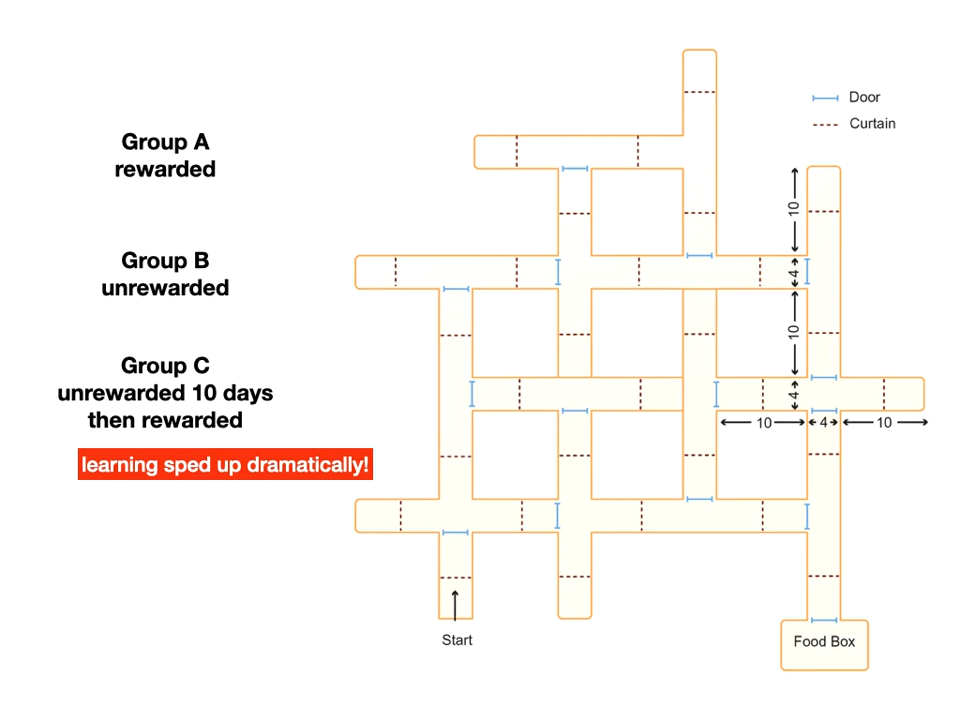 Group A
rewarded
Group B
unrewarded
Group C
unrewarded 10 days
then rewarded
learning sped up dramatically!
Door
Curtain
10
4
10
4
10
4
10
Start
Food Box